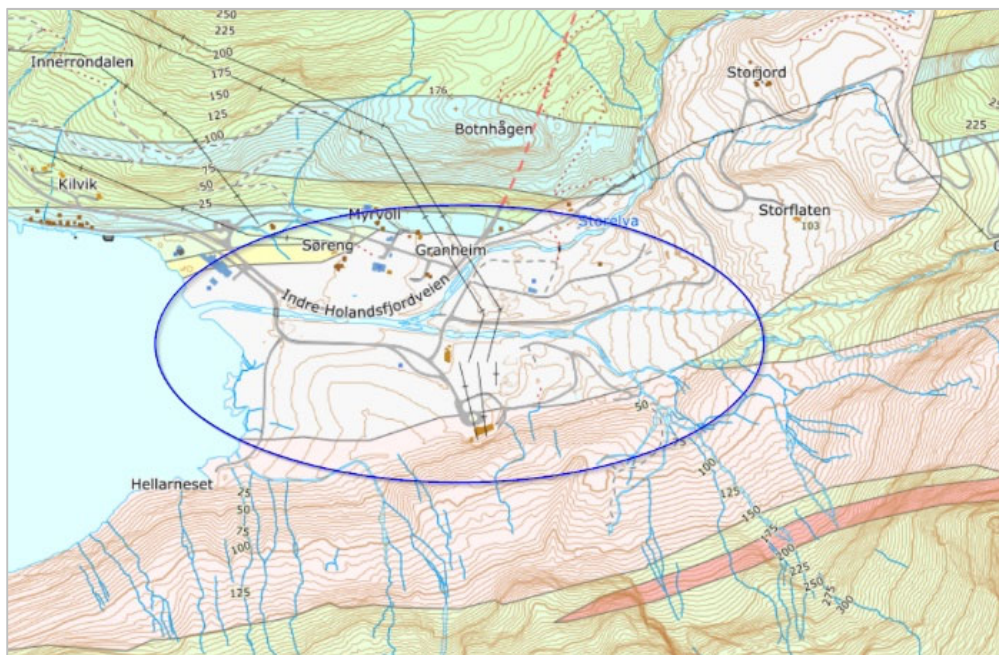 250
225
200
175
150
125
100
75
50
25
Innerrondalen
176
Botnhågen
Storjord
225
Kilvik
Myrvoll
Søreng
Granheim
Storelva
Storflaten
103
Indre Holandsfjordveien
Hellarneset
25
50
75
100
125
50
75
100
125
150
175
200
225
250
275
300